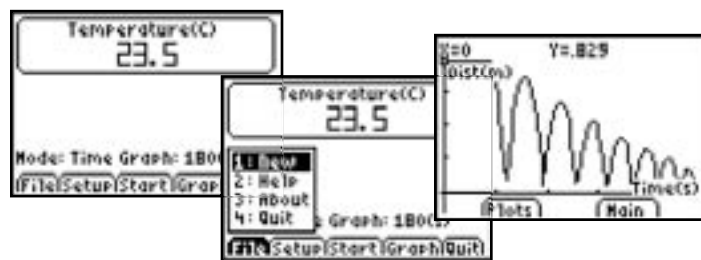 Temperature(C)
23.5
Mode: Time Graph: 180
File Setup Start Grap
Temperature(C)
23.5
1: New
2: Help
3: About
4: Quit
Graph: 180(s)
File Setup Start Graph Quit
X=0 Y=.829
Dist(m)
Time(s)
Plots Main